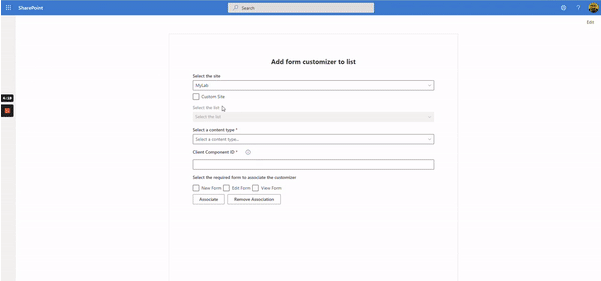 SharePoint
Search
?
Edit
Add form customizer to list
Select the site
MyLab
Custom Site
Select the list
Select the list
Select a content type *
Select a content type...
Client Component ID *
Select the required form to associate the customizer
New Form Edit Form View Form
Associate Remove Association